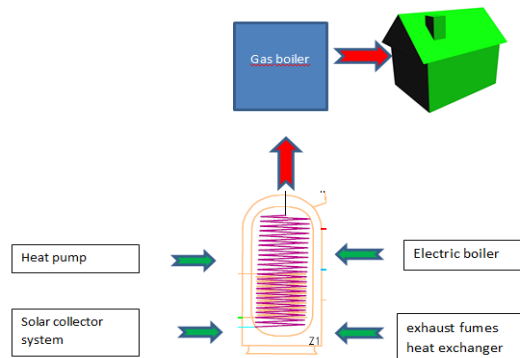 Gas boiler
Heat pump
Electric boiler
Solar collector
system
exhaust fumes
heat exchanger
Z1